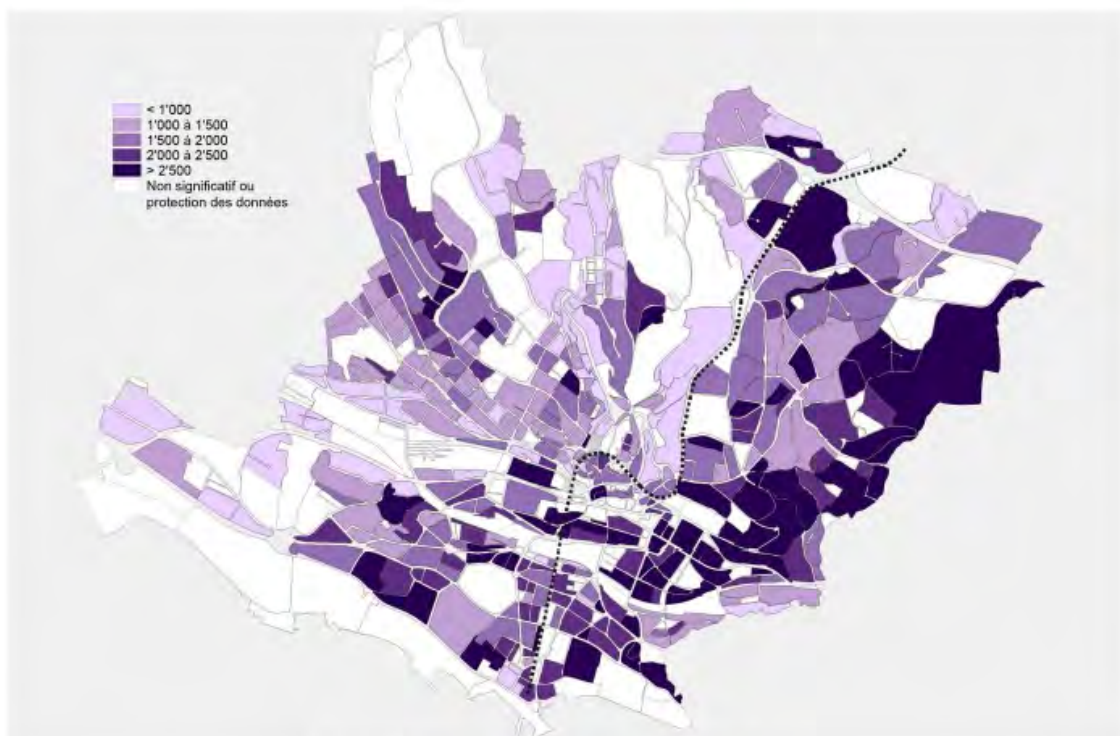 < 1'000
1'000 à 1'500
1'500 à 2'000
2'000 à 2'500
> 2'500
Non significatif ou
protection des données